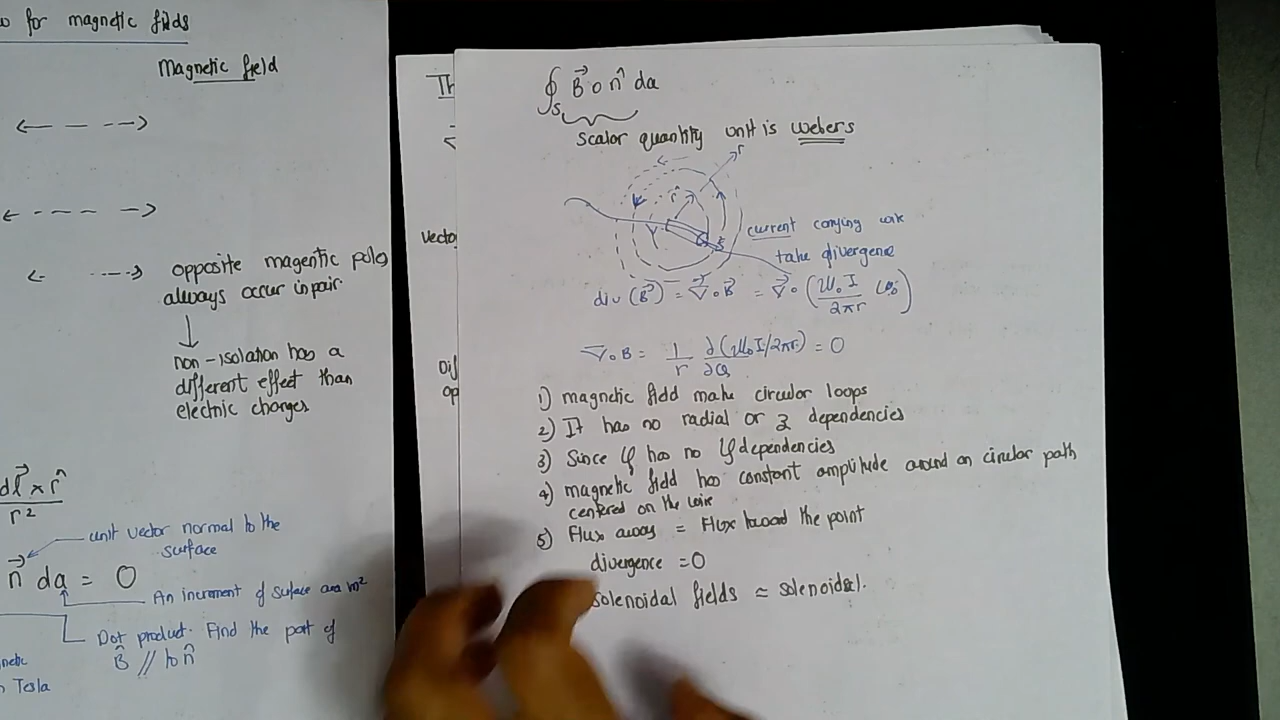 for magnetic fields
Magnetic field
opposite magentic poles
always occur in pair
non-isolation has a
different effect than
electric charges
dl⃗ × r̂
r²
unit vector normal to the
surface
n⃗ da = 0
An increment of surface area m²
Dot product. Find the part of
B̂ // to n̂
Tesla
Th
Vecto
Dif
op
∮s B⃗ ∘ n̂ da
scalar quantity unit is webers
r
r̂
current carrying wire
take divergence
div (B⃗) = ∇⃗ ∘ B⃗ = ∇⃗ ∘ (μ₀ I / 2πr (φ̂))
∇ ∘ B = 1/r ∂(μ₀I/2πr)/∂φ = 0
1) magnetic field make circular loops
2) It has no radial or z dependencies
3) Since φ has no φ dependencies
4) magnetic field has constant amplitude around an circular path
centered on the wire
5) Flux away = Flux toward the point
divergence = 0
solenoidal fields ≈ solenoidal.